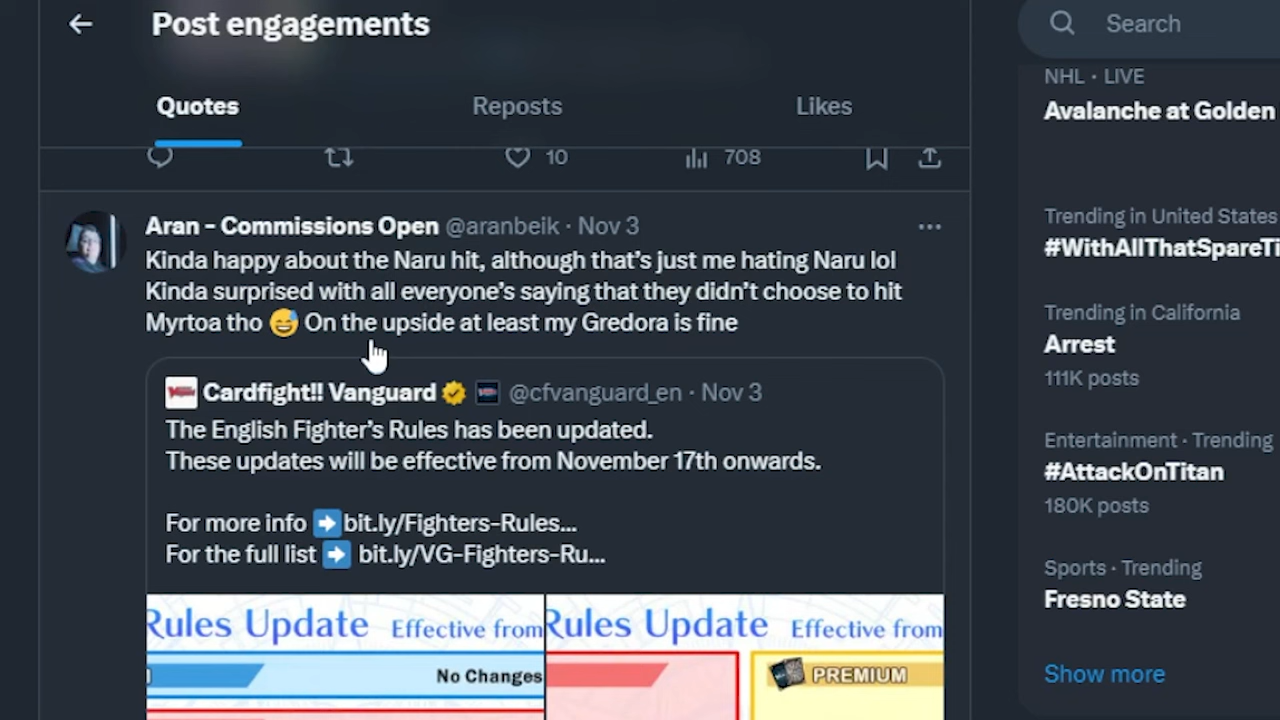 Post engagements
Search
Quotes
Reposts
Likes
10
708
Aran - Commissions Open @aranbeik · Nov 3
Kinda happy about the Naru hit, although that's just me hating Naru lol
Kinda surprised with all everyone's saying that they didn't choose to hit
Myrtoa tho 😅 On the upside at least my Gredora is fine
Cardfight!! Vanguard @cfvanguard_en · Nov 3
The English Fighter's Rules has been updated.
These updates will be effective from November 17th onwards.
For more info ➡️ bit.ly/Fighters-Rules...
For the full list ➡️ bit.ly/VG-Fighters-Ru...
Rules Update Effective from
No Changes
Rules Update Effective from
PREMIUM
NHL · LIVE
Avalanche at Golden
Trending in United States
#WithAllThatSpareTi
Trending in California
Arrest
111K posts
Entertainment · Trending
#AttackOnTitan
180K posts
Sports · Trending
Fresno State
Show more